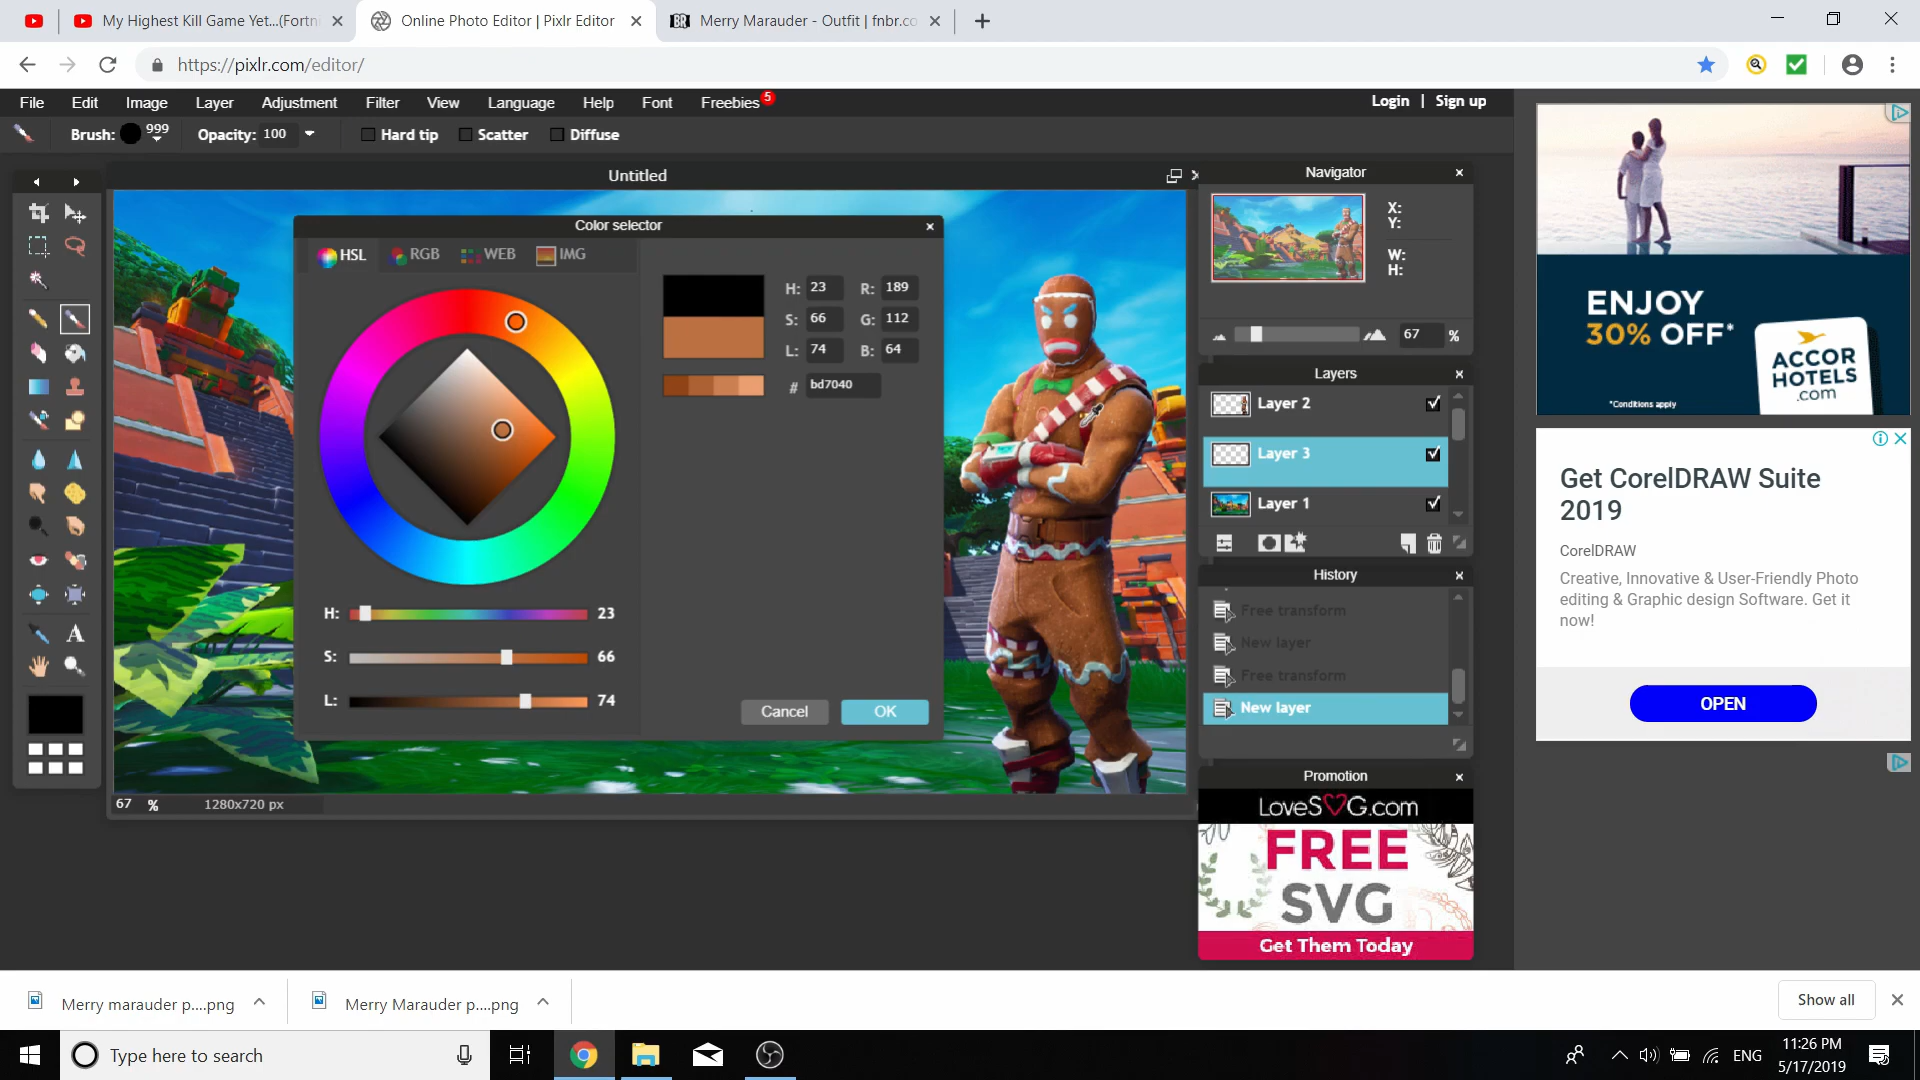 My Highest Kill Game Yet...(Fortn
Online Photo Editor | Pixlr Editor
Merry Marauder - Outfit | fnbr.co
https://pixlr.com/editor/
File Edit Image Layer Adjustment Filter View Language Help Font Freebies 5
Login | Sign up
Brush: 999 Opacity: 100 Hard tip Scatter Diffuse
Untitled
Color selector
HSL RGB WEB IMG
H: 23 R: 189
S: 66 G: 112
L: 74 B: 64
# bd7040
H: 23
S: 66
L: 74
Cancel OK
67 % 1280x720 px
Navigator
X:
Y:
W:
H:
67 %
Layers
Layer 2
Layer 3
Layer 1
History
Free transform
New layer
Free transform
New layer
Promotion
LoveSVG.com
FREE
SVG
Get Them Today
ENJOY
30% OFF*
ACCOR
HOTELS
.com
*Conditions apply
Get CorelDRAW Suite
2019
CorelDRAW
Creative, Innovative & User-Friendly Photo
editing & Graphic design Software. Get it
now!
OPEN
Merry marauder p....png
Merry Marauder p....png
Show all
Type here to search
ENG
11:26 PM
5/17/2019